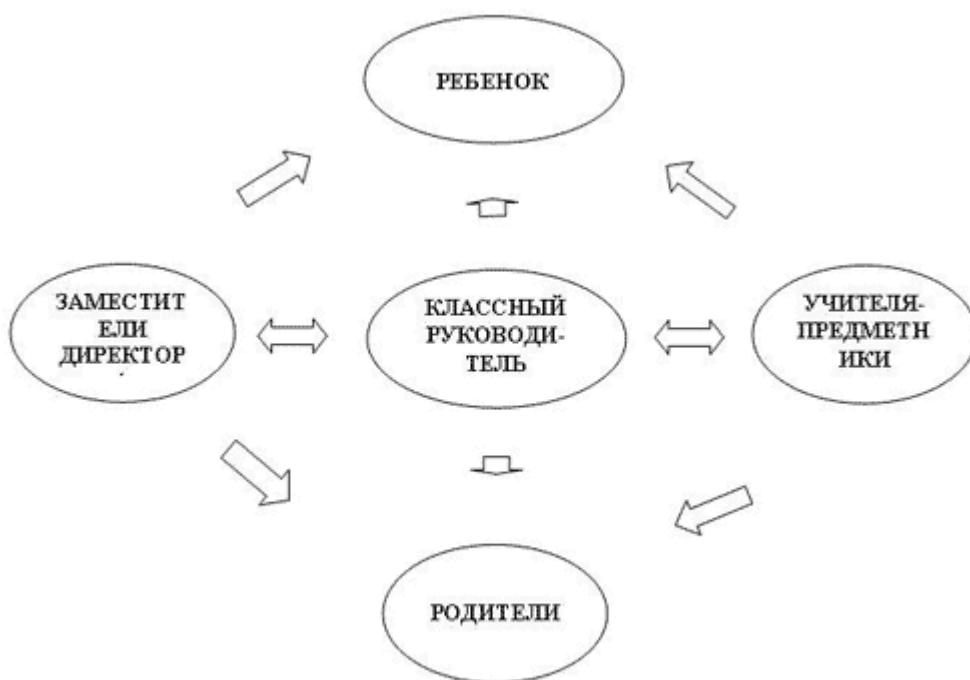 РЕБЕНОК
ЗАМЕСТИТ
ЕЛИ
ДИРЕКТОР
КЛАССНЫЙ
РУКОВОДИ-
ТЕЛЬ
УЧИТЕЛЯ-
ПРЕДМЕТН
ИКИ
РОДИТЕЛИ